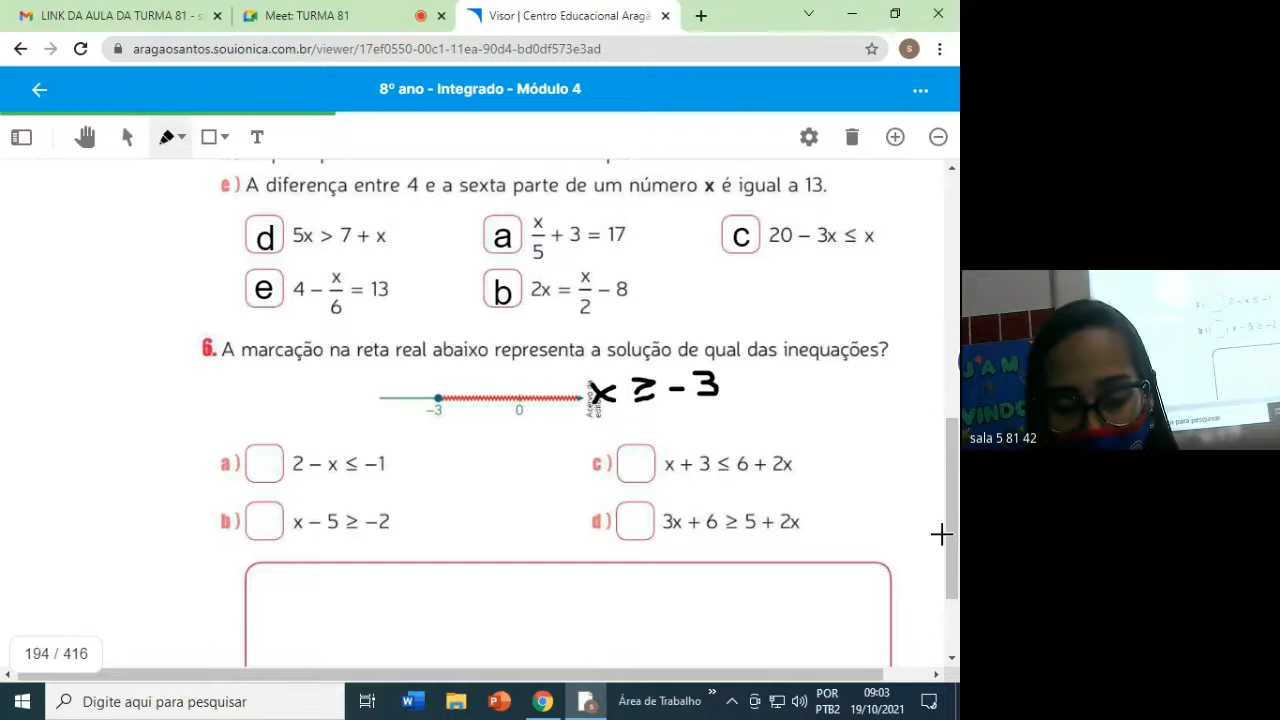 LINK DA AULA DA TURMA 81 - s
Meet: TURMA 81
Visor | Centro Educacional Aragã
aragaosantos.souionica.com.br/viewer/17ef0550-00c1-11ea-90d4-bd0df573e3ad
s
8º ano - Integrado - Módulo 4
T
e) A diferença entre 4 e a sexta parte de um número x é igual a 13.
d 5x > 7 + x
a x/5 + 3 = 17
c 20 – 3x ≤ x
e 4 – x/6 = 13
b 2x = x/2 – 8
6. A marcação na reta real abaixo representa a solução de qual das inequações?
x ≥ -3
–3 0
a) 2 – x ≤ –1
c) x + 3 ≤ 6 + 2x
b) x – 5 ≥ –2
d) 3x + 6 ≥ 5 + 2x
194 / 416
Digite aqui para pesquisar
Área de Trabalho
POR
PTB2
09:03
19/10/2021
sala 5 81 42